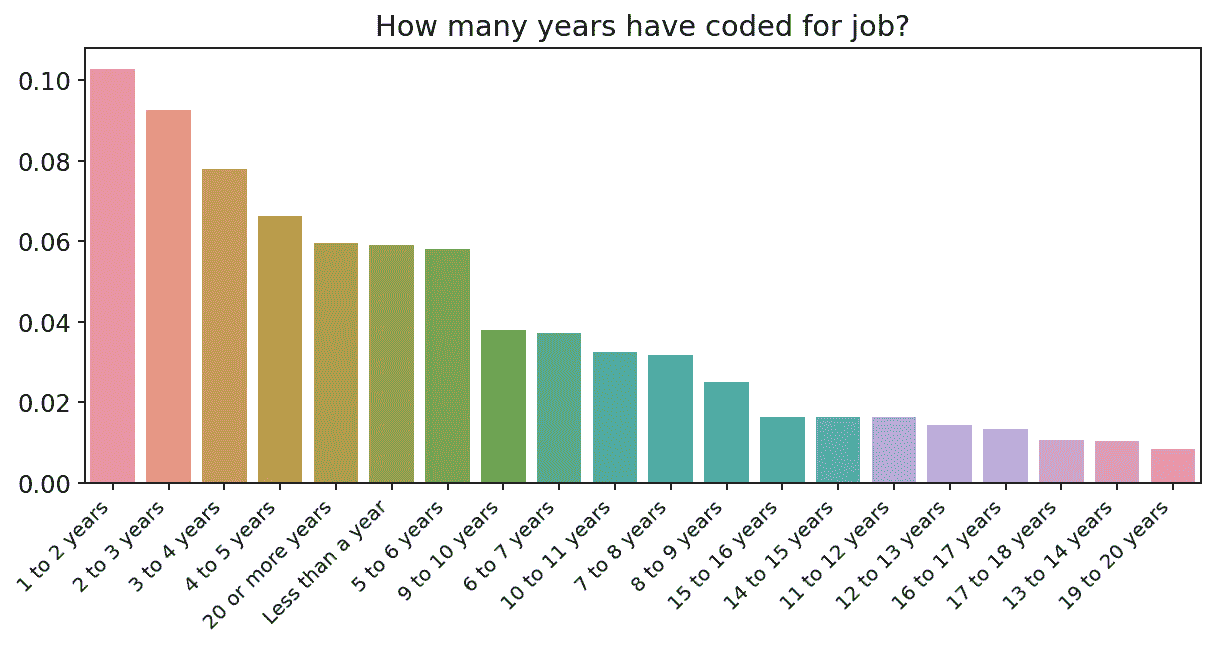 How many years have coded for job?
0.10
0.08
0.06
0.04
0.02
0.00
1 to 2 years
2 to 3 years
3 to 4 years
4 to 5 years
20 or more years
Less than a year
5 to 6 years
9 to 10 years
6 to 7 years
10 to 11 years
7 to 8 years
8 to 9 years
15 to 16 years
14 to 15 years
11 to 12 years
12 to 13 years
16 to 17 years
17 to 18 years
13 to 14 years
19 to 20 years